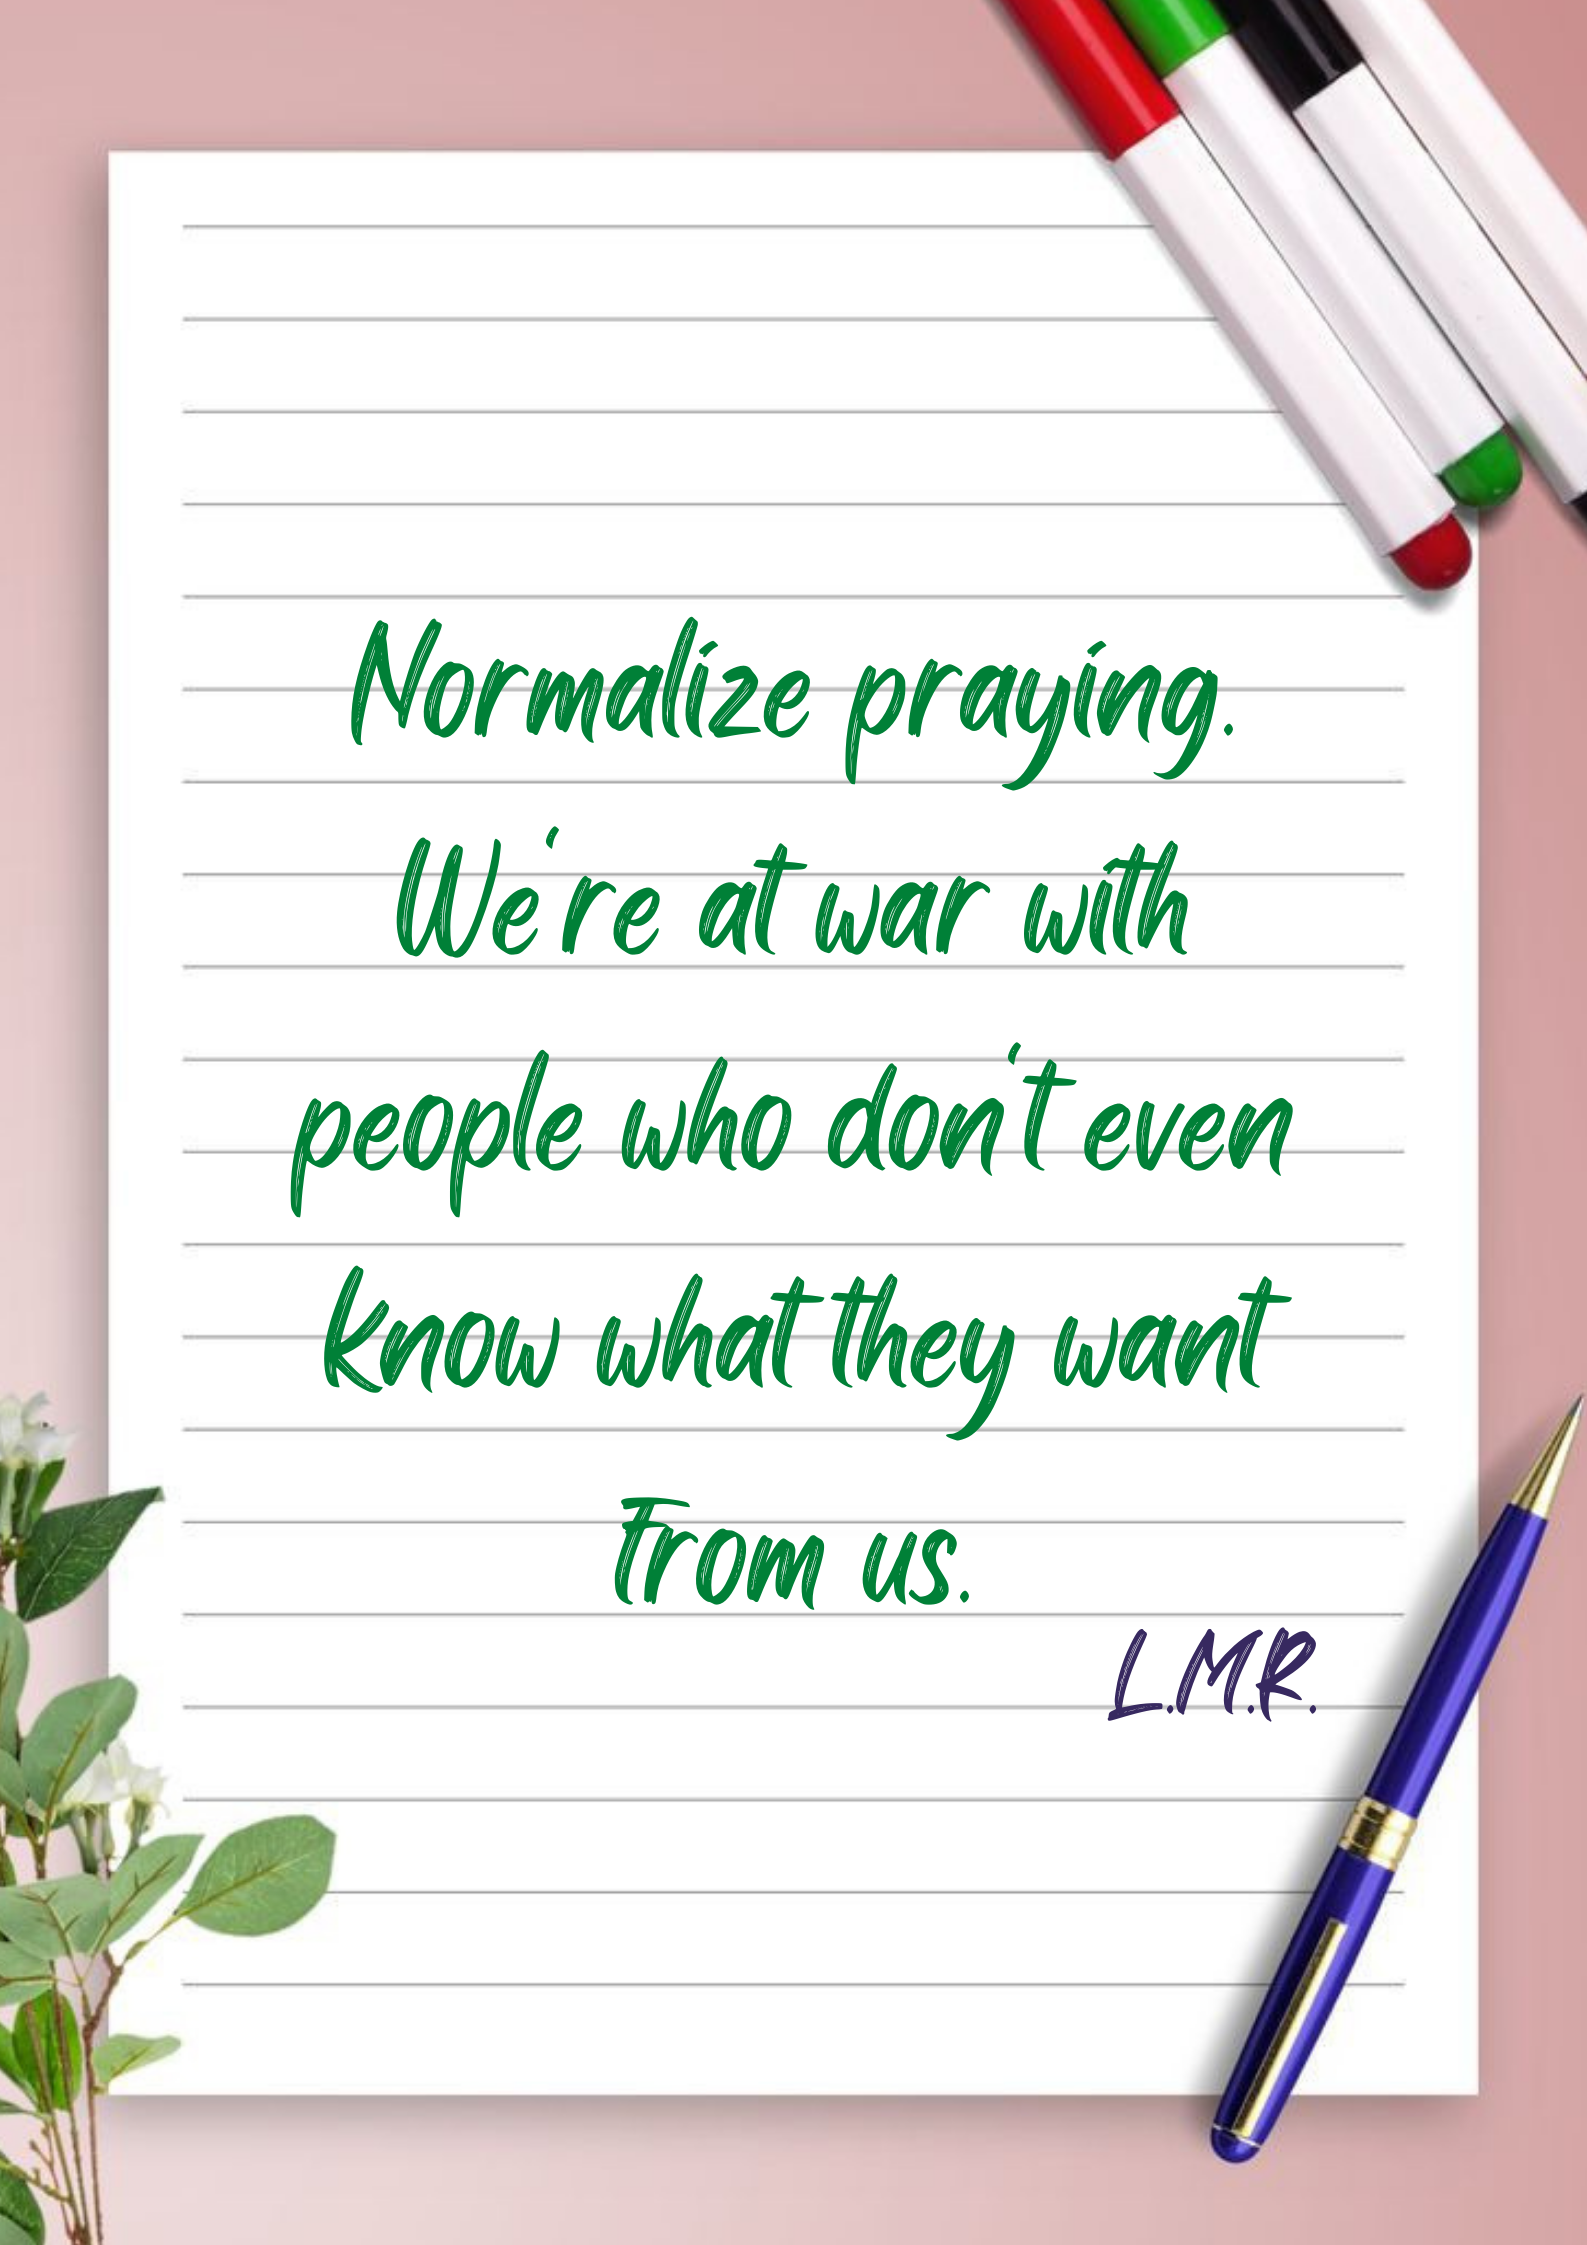 Normalize praying.
We're at war with
people who don't even
know what they want
From us.
L.M.R.